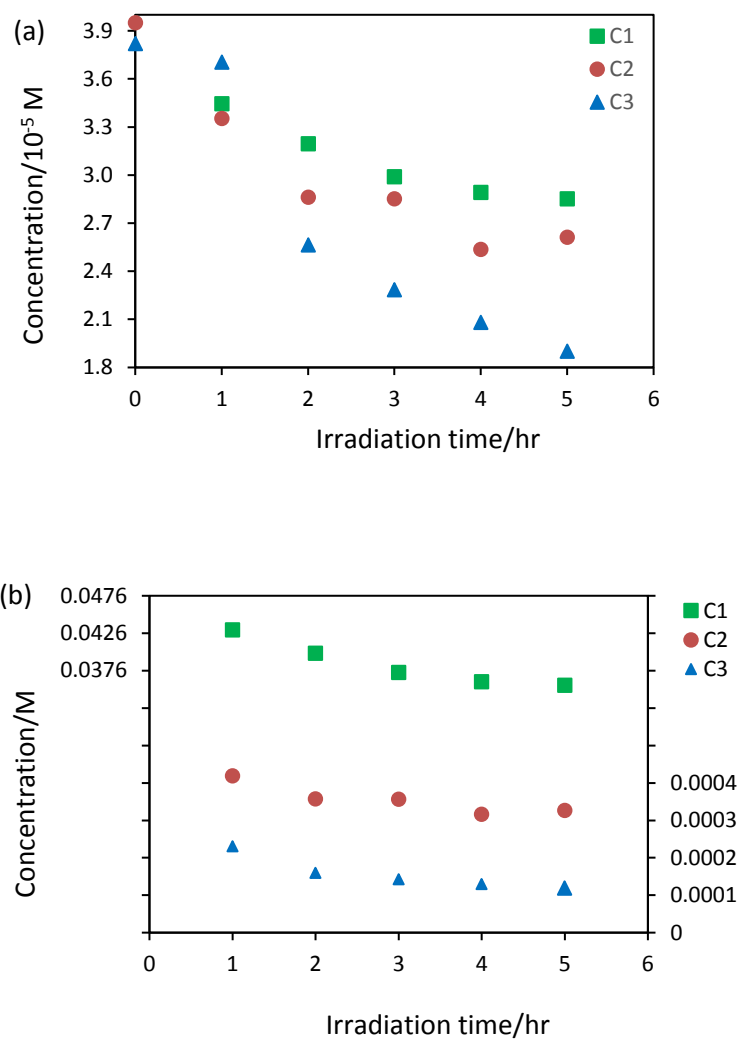 (a)
3.9
3.6
3.3
3.0
2.7
2.4
2.1
1.8
Concentration/10-5 M
C1
C2
C3
0 1 2 3 4 5 6
Irradiation time/hr
(b)
0.0476
0.0426
0.0376
Concentration/M
C1
C2
C3
0.0004
0.0003
0.0002
0.0001
0
0 1 2 3 4 5 6
Irradiation time/hr